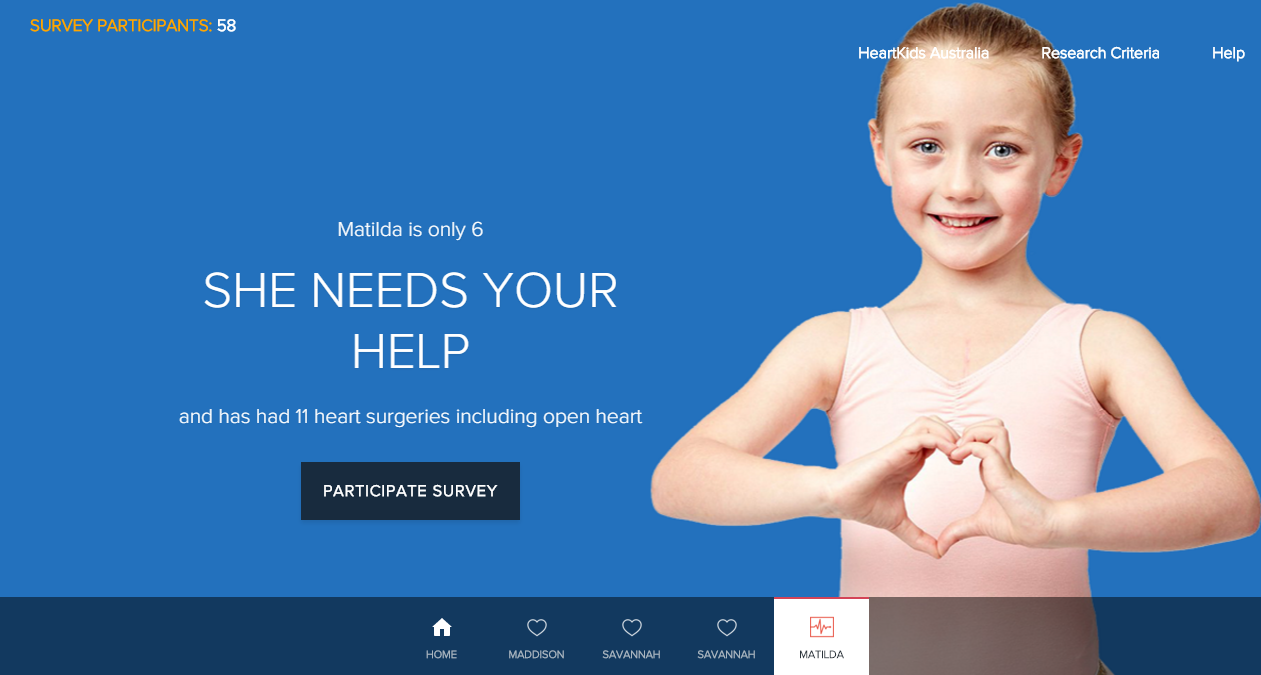 SURVEY PARTICIPANTS: 58
HeartKids Australia
Research Criteria
Help
Matilda is only 6
SHE NEEDS YOUR
HELP
and has had 11 heart surgeries including open heart
PARTICIPATE SURVEY
HOME
MADDISON
SAVANNAH
SAVANNAH
MATILDA